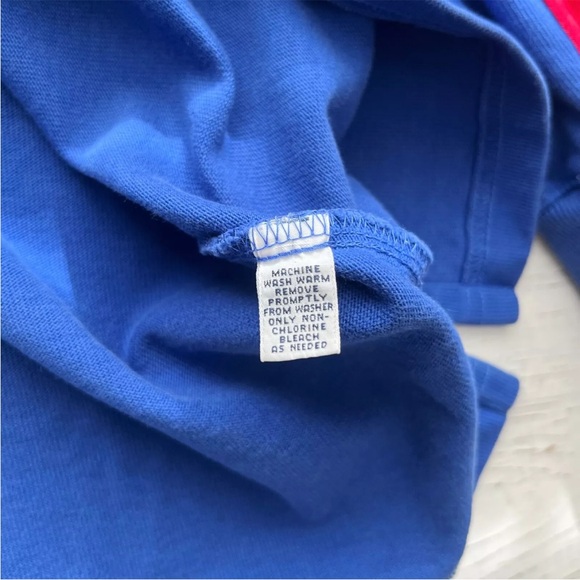 MACHINE
WASH WARM
REMOVE
PROMPTLY
FROM WASHER
ONLY NON-
CHLORINE
BLEACH
AS NEEDED